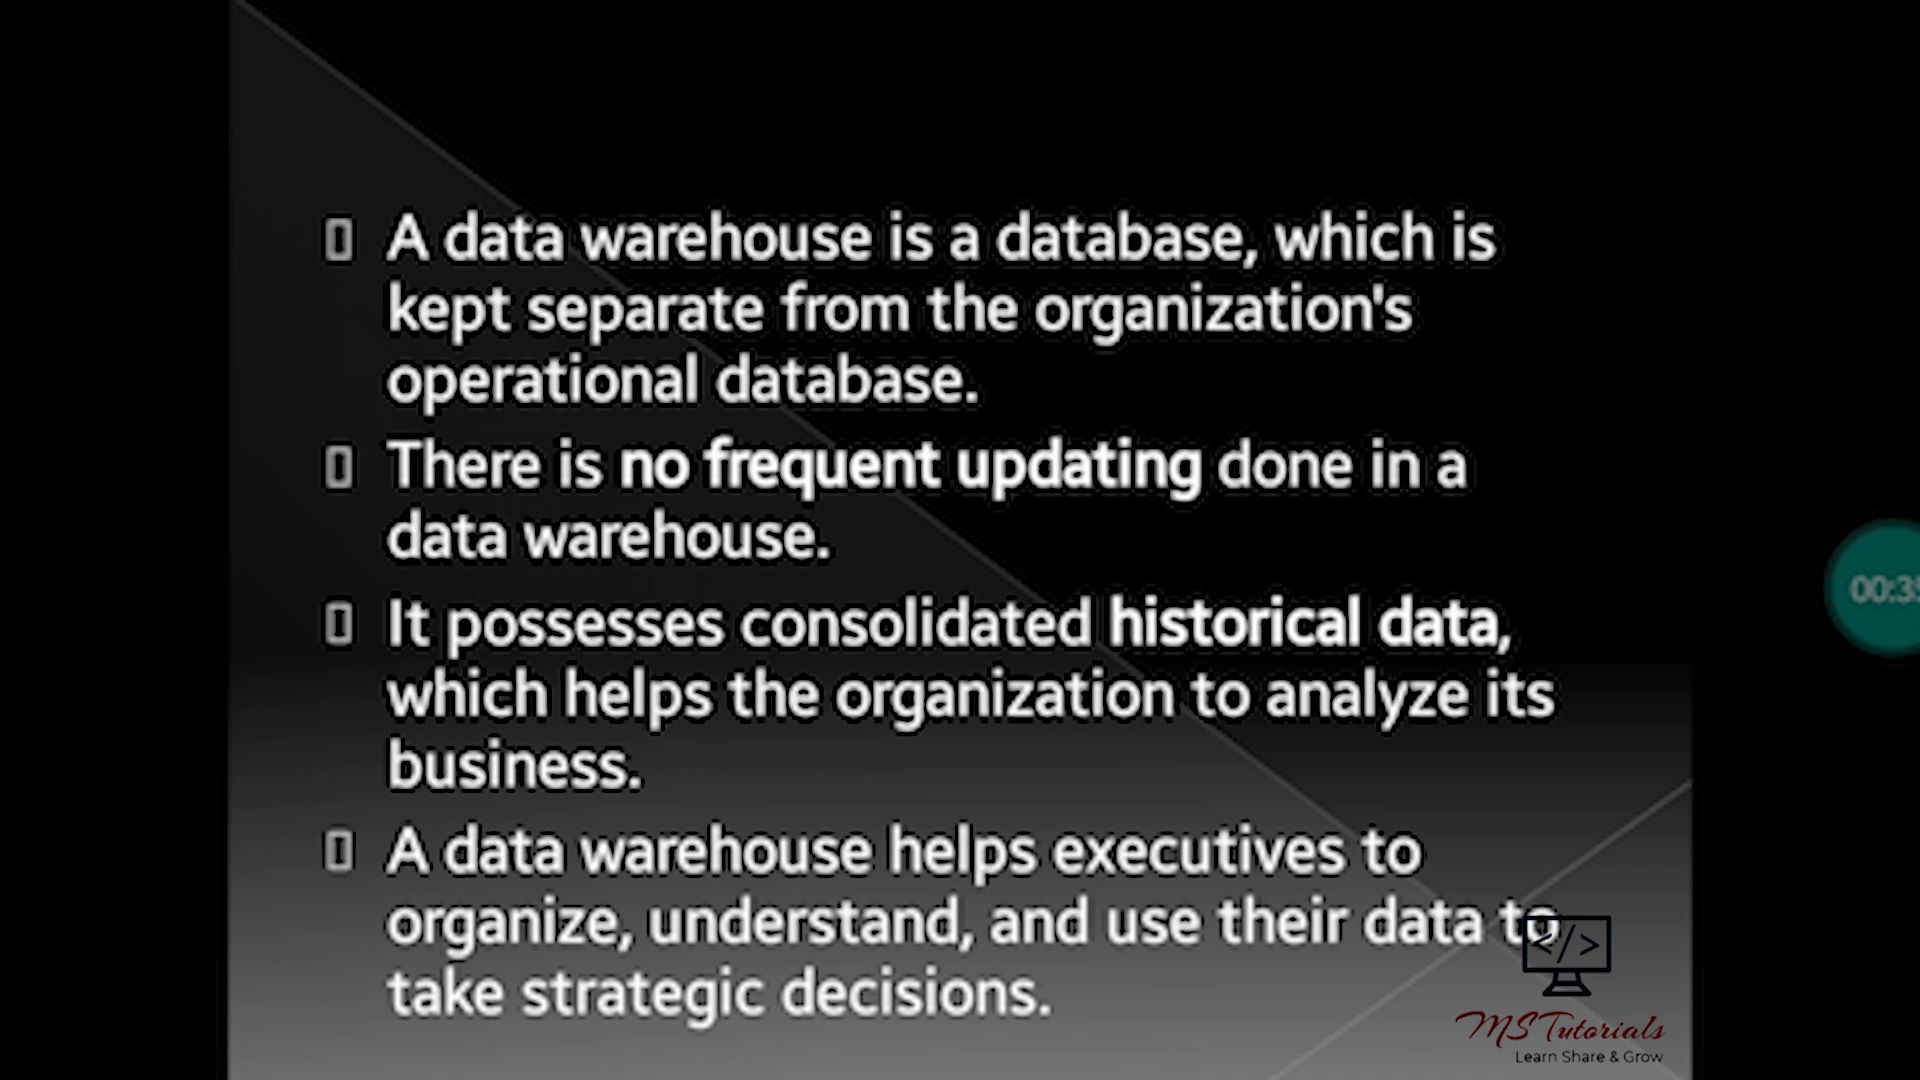 A data warehouse is a database, which is
kept separate from the organization's
operational database.
There is no frequent updating done in a
data warehouse.
It possesses consolidated historical data,
which helps the organization to analyze its
business.
A data warehouse helps executives to
organize, understand, and use their data to
take strategic decisions.
</>
MS Tutorials
Learn Share & Grow